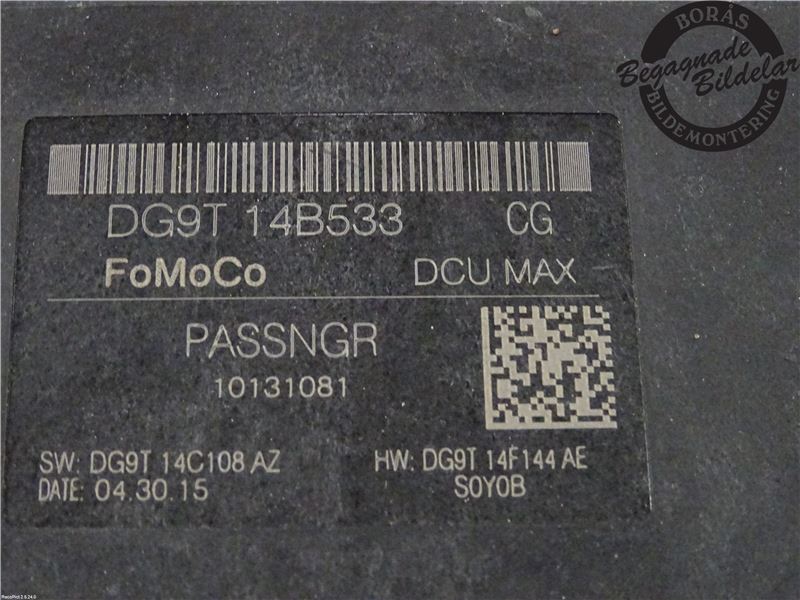 BORÅS
Begagnade
Bildelar
BILDEMONTERING
DG9T 14B533 CG
FoMoCo DCU MAX
PASSNGR
10131081
SW: DG9T 14C108 AZ HW: DG9T 14F144 AE
DATE: 04.30.15 S0Y0B